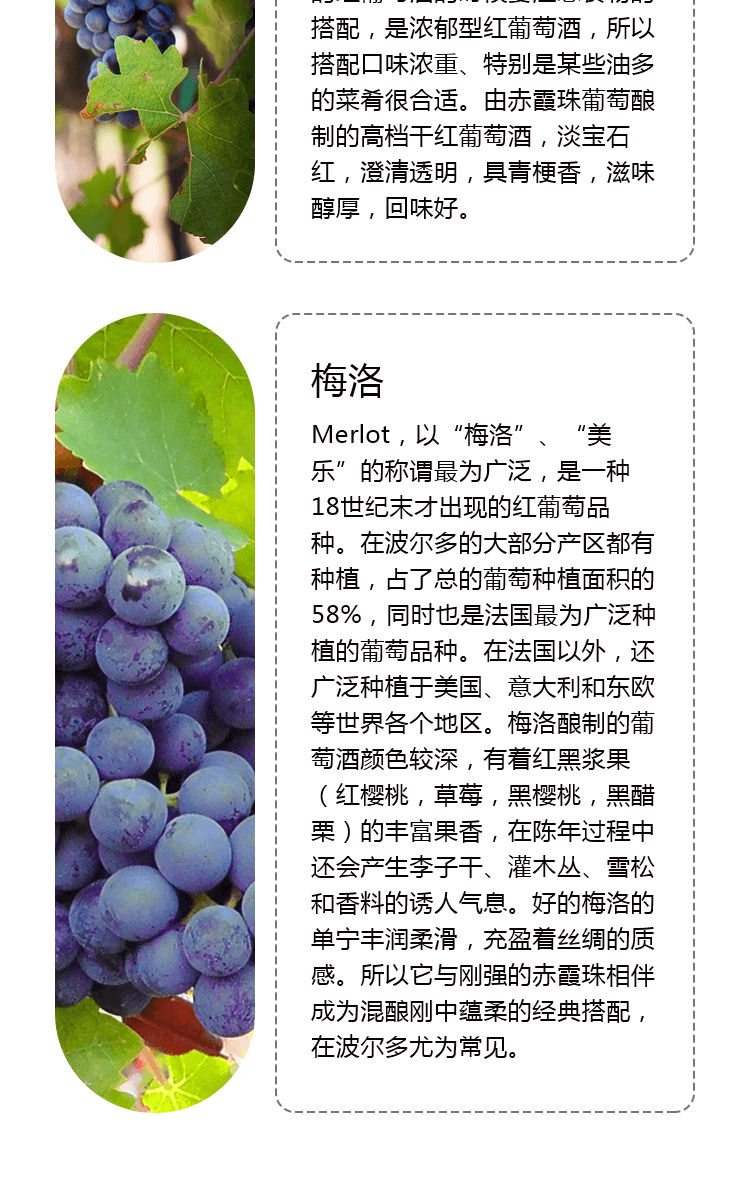 搭配，是浓郁型红葡萄酒，所以
搭配口味浓重、特别是某些油多
的菜肴很合适。由赤霞珠葡萄酿
制的高档干红葡萄酒，淡宝石
红，澄清透明，具青梗香，滋味
醇厚，回味好。
梅洛
Merlot，以“梅洛”、“美
乐”的称谓最为广泛，是一种
18世纪末才出现的红葡萄品
种。在波尔多的大部分产区都有
种植，占了总的葡萄种植面积的
58%，同时也是法国最为广泛种
植的葡萄品种。在法国以外，还
广泛种植于美国、意大利和东欧
等世界各个地区。梅洛酿制的葡
萄酒颜色较深，有着红黑浆果
（红樱桃，草莓，黑樱桃，黑醋
栗）的丰富果香，在陈年过程中
还会产生李子干、灌木丛、雪松
和香料的诱人气息。好的梅洛的
单宁丰润柔滑，充盈着丝绸的质
感。所以它与刚强的赤霞珠相伴
成为混酿刚中蕴柔的经典搭配，
在波尔多尤为常见。